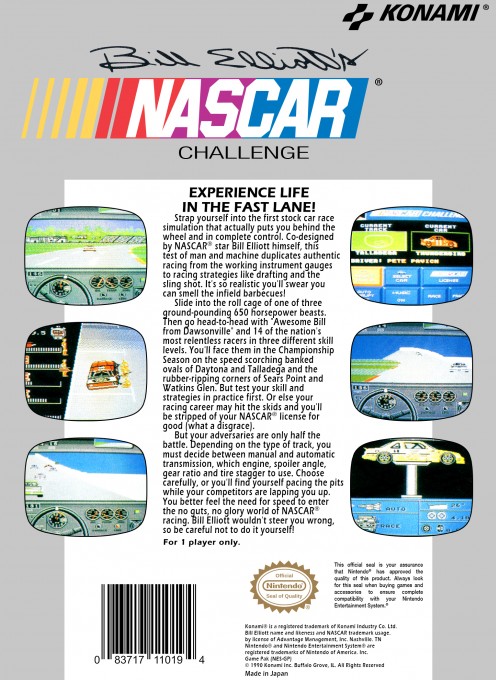 KONAMI®
Bill Elliott's
NASCAR®
CHALLENGE
EXPERIENCE LIFE
IN THE FAST LANE!
Strap yourself into the first stock car race
simulation that actually puts you behind the
wheel and in complete control. Co-designed
by NASCAR® star Bill Elliott himself, this
test of man and machine duplicates authentic
racing from the working instrument gauges
to racing strategies like drafting and the
sling shot. It's so realistic you'll swear you
can smell the infield barbecues!
Slide into the roll cage of one of three
ground-pounding 650 horsepower beasts.
Then go head-to-head with "Awesome Bill
from Dawsonville" and 14 of the nation's
most relentless racers in three different skill
levels. You'll face them in the Championship
Season on the speed scorching banked
ovals of Daytona and Talladega and the
rubber-ripping corners of Sears Point and
Watkins Glen. But test your skill and
strategies in practice first. Or else your
racing career may hit the skids and you'll
be stripped of your NASCAR® license for
good (what a disgrace).
But your adversaries are only half the
battle. Depending on the type of track, you
must decide between manual and automatic
transmission, which engine, spoiler angle,
gear ratio and tire stagger to use. Choose
carefully, or you'll find yourself pacing the pits
while your competitors are lapping you up.
You better feel the need for speed to enter
the no guts, no glory world of NASCAR®
racing. Bill Elliott wouldn't steer you wrong,
so be careful not to do it yourself!
For 1 player only.
CURRENT
TRACK
CURRENT
CAR
TALLADEGA
THUNDERBIRD
DRIVER: PETE
SELECT
CAR
LICENSE
MUSIC
ON
RACE
AUTO
RACE
Official
Nintendo
Seal of Quality
This official seal is your assurance
that Nintendo® has approved the
quality of this product. Always look
for this seal when buying games and
accessories to ensure complete
compatibility with your Nintendo
Entertainment System.®
Konami® is a registered trademark of Konami Industry Co. Ltd.
Bill Elliott name and likeness and NASCAR trademark usage.
by license of Advantage Management, Inc. Nashville, TN
Nintendo® and Nintendo Entertainment System® are
registered trademarks of Nintendo of America, Inc.
Game Pak (NES-GP)
© 1990 Konami Inc. Buffalo Grove, IL. All Rights Reserved
Made in Japan
0 83717 11019 4